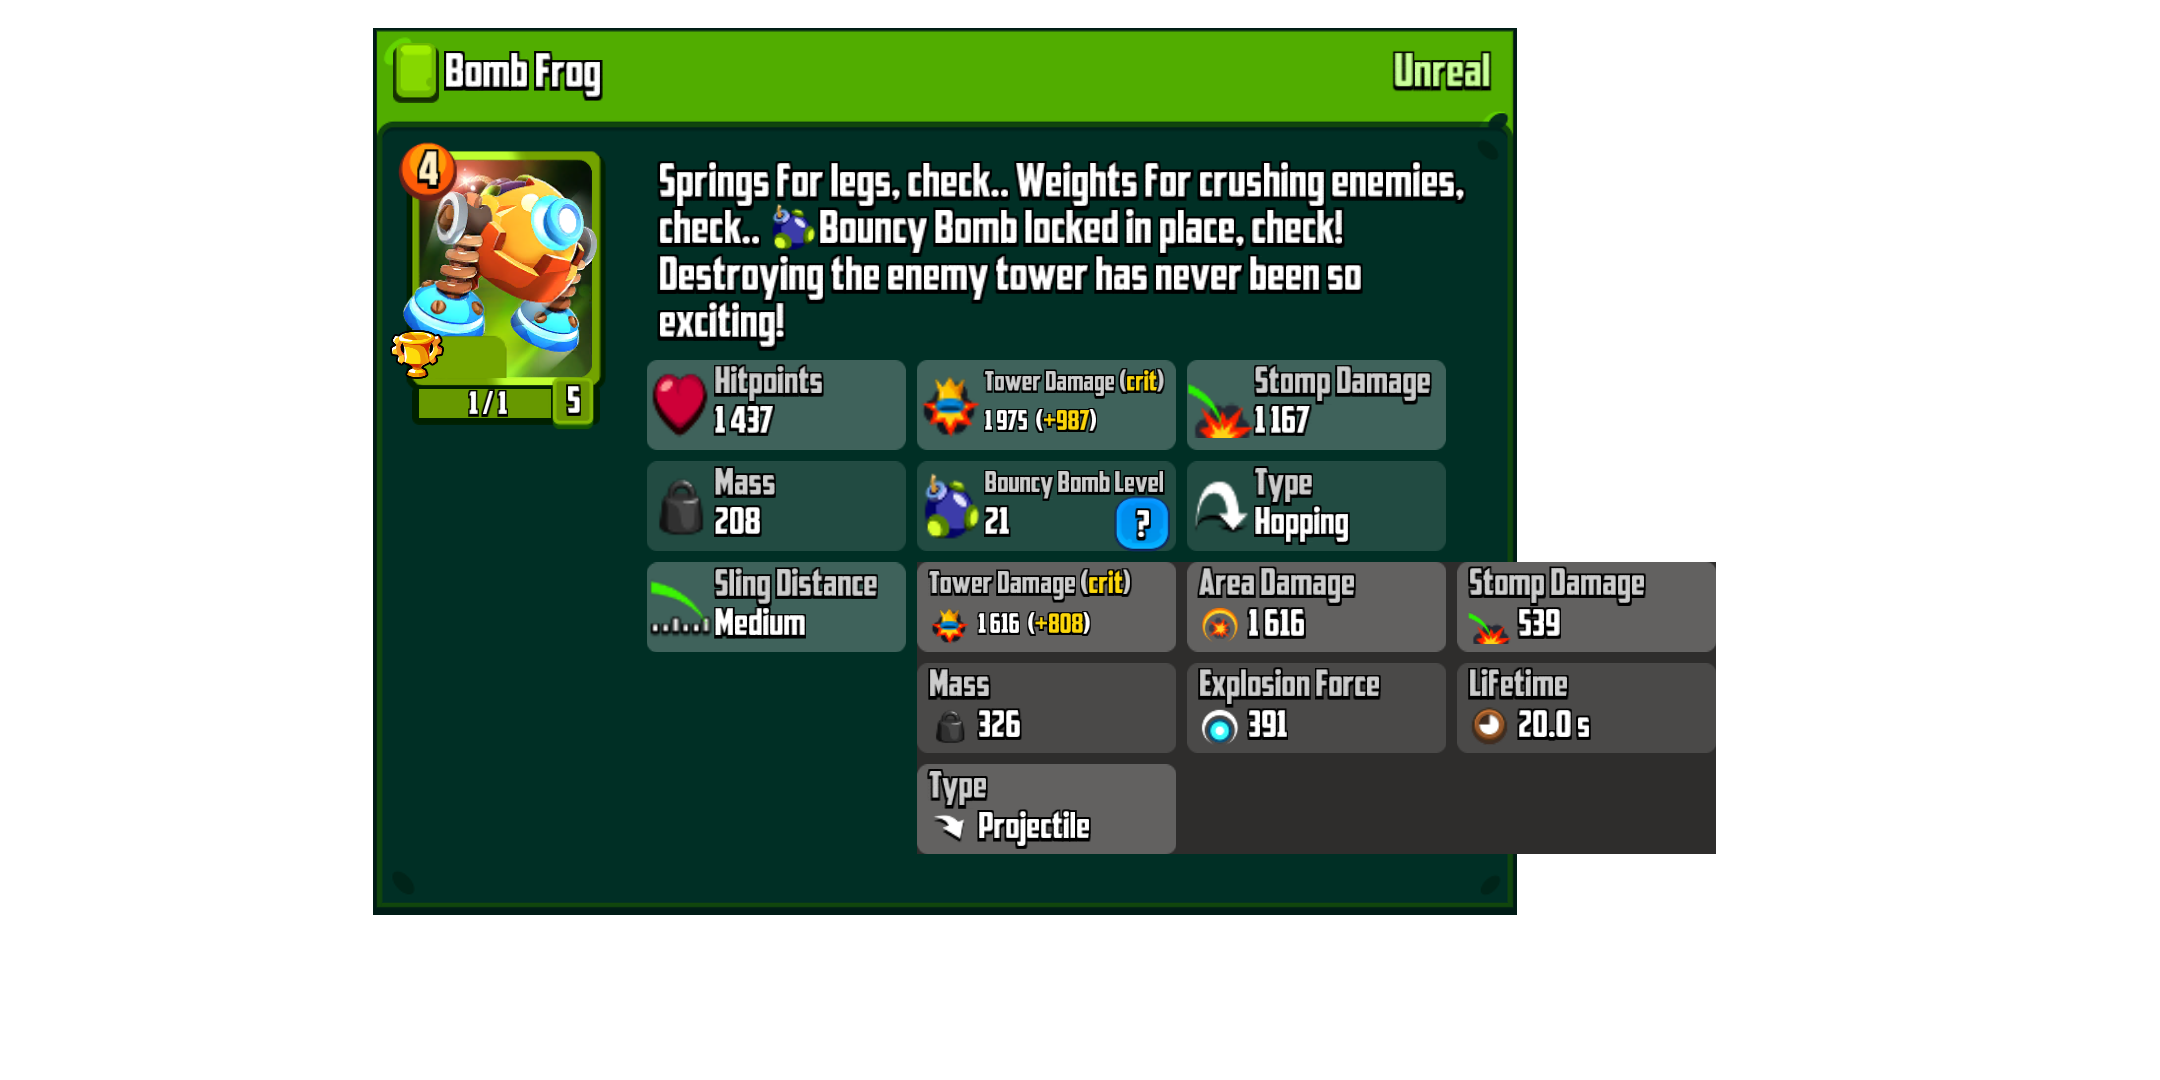 Bomb Frog
Unreal
4
Springs for legs, check.. Weights for crushing enemies,
check.. Bouncy Bomb locked in place, check!
Destroying the enemy tower has never been so
exciting!
1/1
5
Hitpoints
1 437
Tower Damage (crit)
1 975 (+987)
Stomp Damage
1 167
Mass
208
Bouncy Bomb Level
21
?
Type
Hopping
Sling Distance
Medium
Tower Damage (crit)
1 616 (+808)
Area Damage
1 616
Stomp Damage
539
Mass
326
Explosion Force
391
Lifetime
20.0 s
Type
Projectile